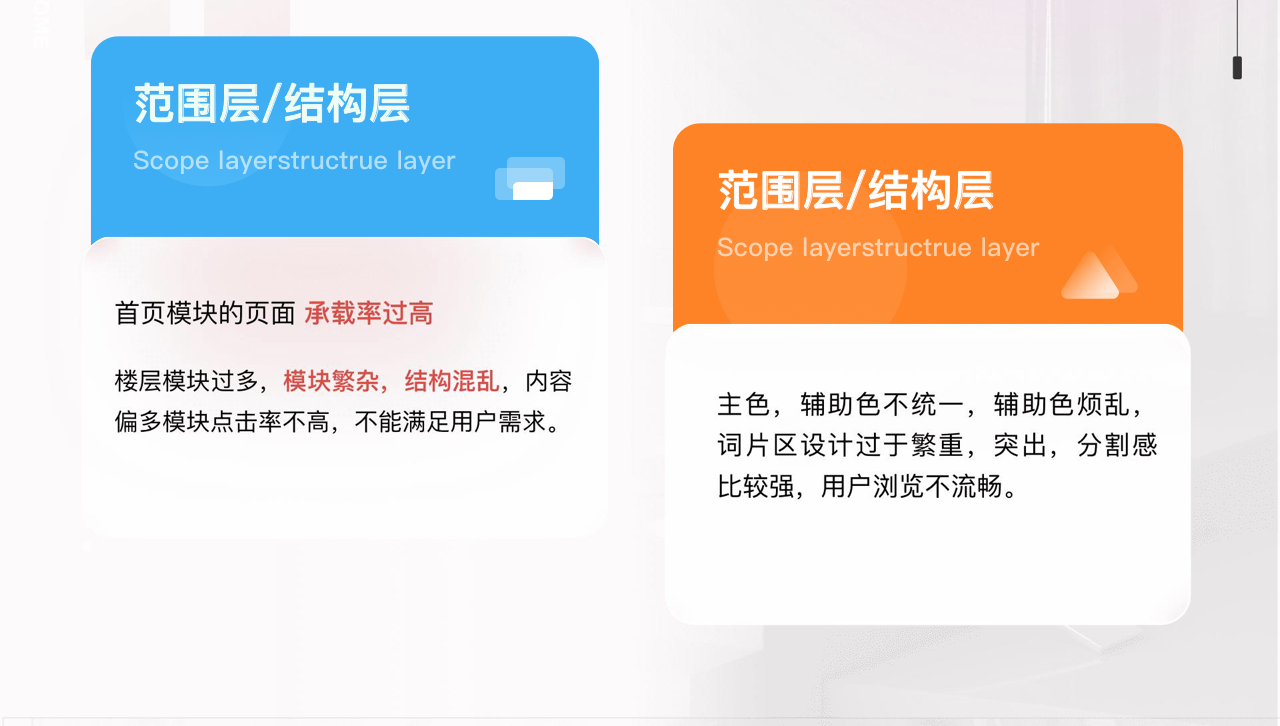 范围层/结构层
Scope layerstructrue layer
首页模块的页面 承载率过高
楼层模块过多，模块繁杂，结构混乱，内容
偏多模块点击率不高，不能满足用户需求。
范围层/结构层
Scope layerstructrue layer
主色，辅助色不统一，辅助色烦乱，
词片区设计过于繁重，突出，分割感
比较强，用户浏览不流畅。